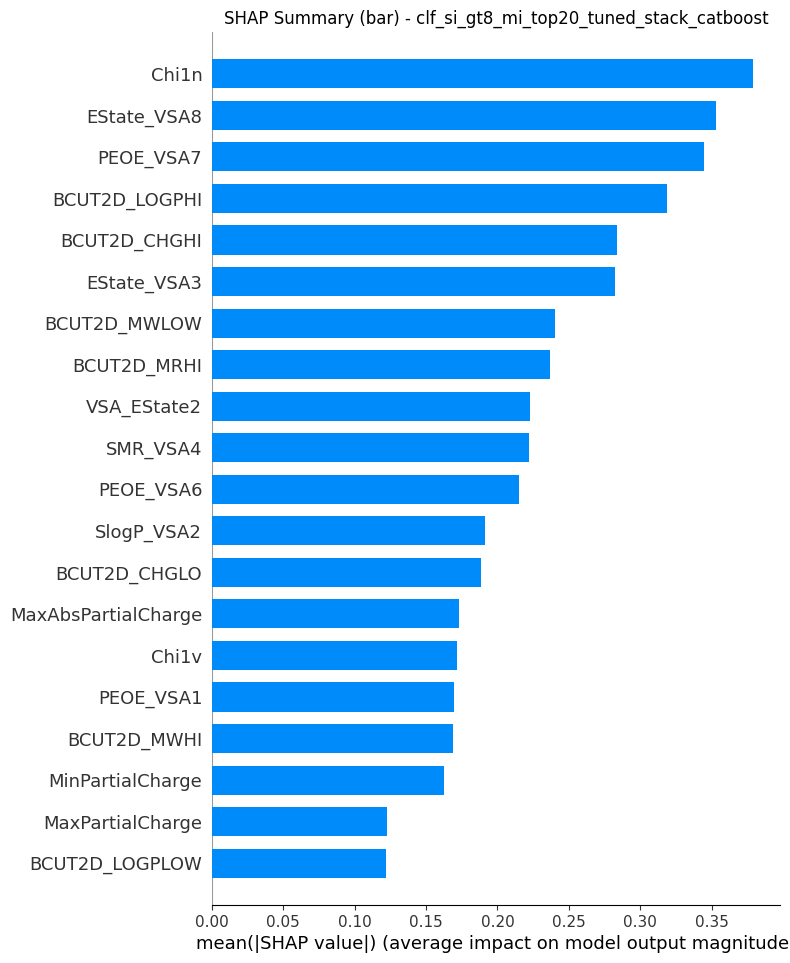 SHAP Summary (bar) - clf_si_gt8_mi_top20_tuned_stack_catboost
Chi1n
EState_VSA8
PEOE_VSA7
BCUT2D_LOGPHI
BCUT2D_CHGHI
EState_VSA3
BCUT2D_MWLOW
BCUT2D_MRHI
VSA_EState2
SMR_VSA4
PEOE_VSA6
SlogP_VSA2
BCUT2D_CHGLO
MaxAbsPartialCharge
Chi1v
PEOE_VSA1
BCUT2D_MWHI
MinPartialCharge
MaxPartialCharge
BCUT2D_LOGPLOW
0.00 0.05 0.10 0.15 0.20 0.25 0.30 0.35
mean(|SHAP value|) (average impact on model output magnitude